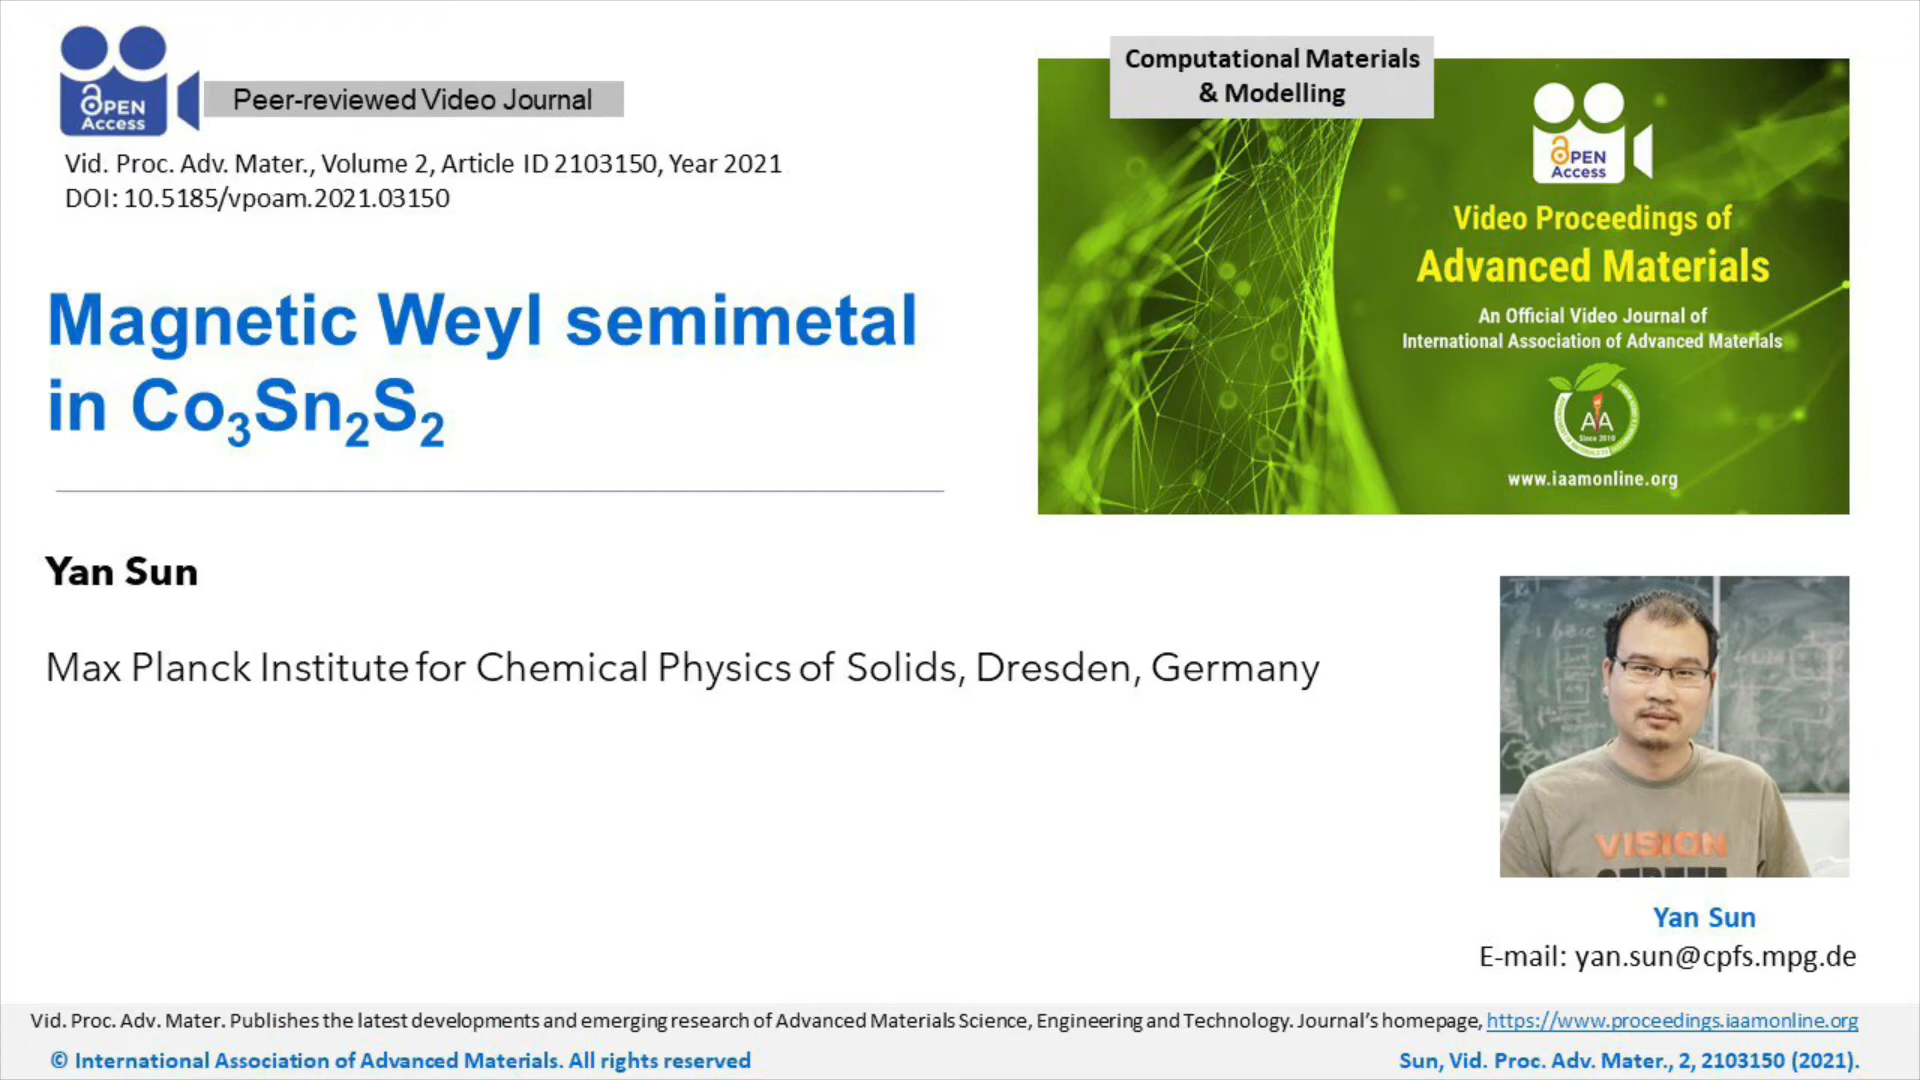 OPEN
Access
Peer-reviewed Video Journal
Vid. Proc. Adv. Mater., Volume 2, Article ID 2103150, Year 2021
DOI: 10.5185/vpoam.2021.03150
Magnetic Weyl semimetal
in Co₃Sn₂S₂
Computational Materials
& Modelling
OPEN
Access
Video Proceedings of
Advanced Materials
An Official Video Journal of
International Association of Advanced Materials
Since 2010
www.iaamonline.org
Yan Sun
Max Planck Institute for Chemical Physics of Solids, Dresden, Germany
VISION
Yan Sun
E-mail: yan.sun@cpfs.mpg.de
Vid. Proc. Adv. Mater. Publishes the latest developments and emerging research of Advanced Materials Science, Engineering and Technology. Journal's homepage, https://www.proceedings.iaamonline.org
© International Association of Advanced Materials. All rights reserved
Sun, Vid. Proc. Adv. Mater., 2, 2103150 (2021).